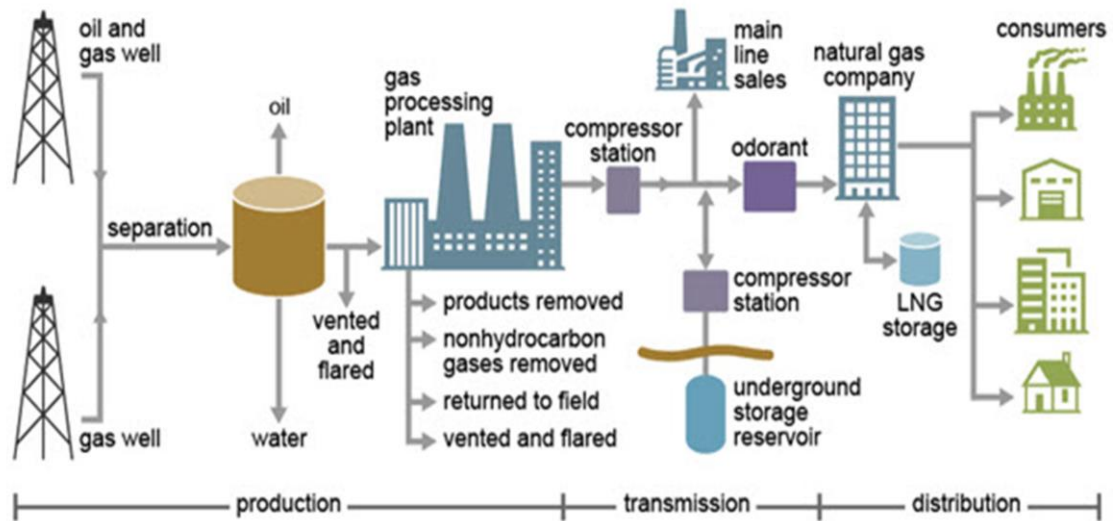 oil and
gas well
oil
separation
gas well
water
vented
and
flared
gas
processing
plant
products removed
nonhydrocarbon
gases removed
returned to field
vented and flared
compressor
station
main
line
sales
odorant
compressor
station
underground
storage
reservoir
natural gas
company
LNG
storage
consumers
production
transmission
distribution